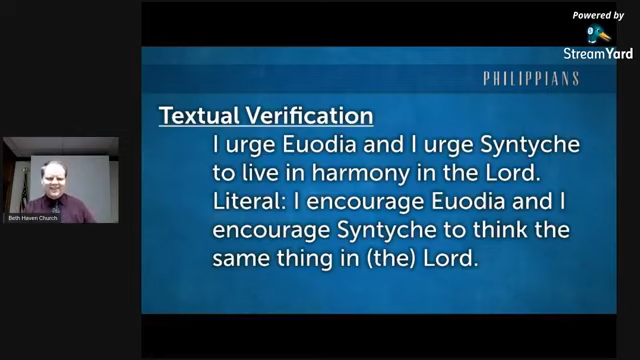 Powered by
StreamYard
PHILIPPIANS
Textual Verification
I urge Euodia and I urge Syntyche
to live in harmony in the Lord.
Literal: I encourage Euodia and I
encourage Syntyche to think the
same thing in (the) Lord.
Beth Haven Church